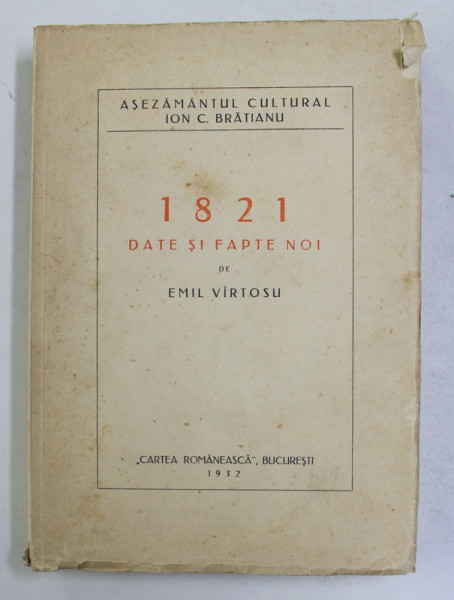 AȘEZĂMÂNTUL CULTURAL
ION C. BRĂTIANU
1821
DATE ȘI FAPTE NOI
DE
EMIL VÎRTOSU
„CARTEA ROMÂNEASCĂ”, BUCUREȘTI
1932